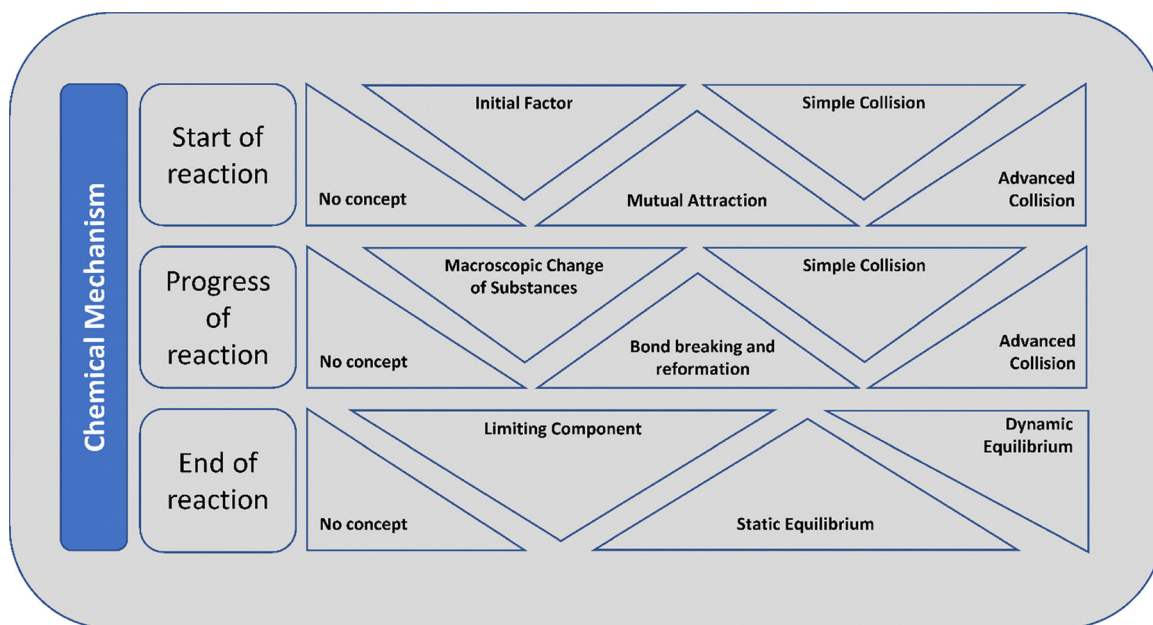 Chemical Mechanism
Start of
reaction
No concept
Initial Factor
Mutual Attraction
Simple Collision
Advanced
Collision
Progress
of
reaction
No concept
Macroscopic Change
of Substances
Bond breaking and
reformation
Simple Collision
Advanced
Collision
End of
reaction
No concept
Limiting Component
Static Equilibrium
Dynamic
Equilibrium